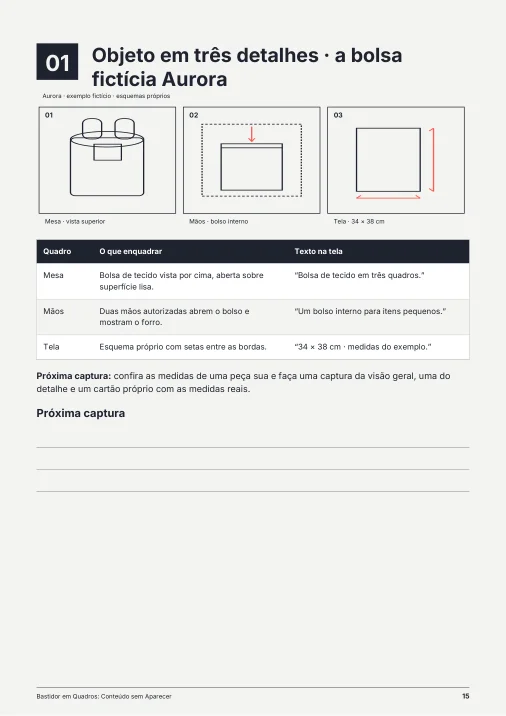 01
Objeto em três detalhes · a bolsa
fictícia Aurora
Aurora · exemplo fictício · esquemas próprios
01
02
03
Mesa · vista superior
Mãos · bolso interno
Tela · 34 × 38 cm
Quadro
O que enquadrar
Texto na tela
Mesa
Bolsa de tecido vista por cima, aberta sobre
superfície lisa.
“Bolsa de tecido em três quadros.”
Mãos
Duas mãos autorizadas abrem o bolso e
mostram o forro.
“Um bolso interno para itens pequenos.”
Tela
Esquema próprio com setas entre as bordas.
“34 × 38 cm · medidas do exemplo.”
Próxima captura: confira as medidas de uma peça sua e faça uma captura da visão geral, uma do
detalhe e um cartão próprio com as medidas reais.
Próxima captura
Bastidor em Quadros: Conteúdo sem Aparecer
15